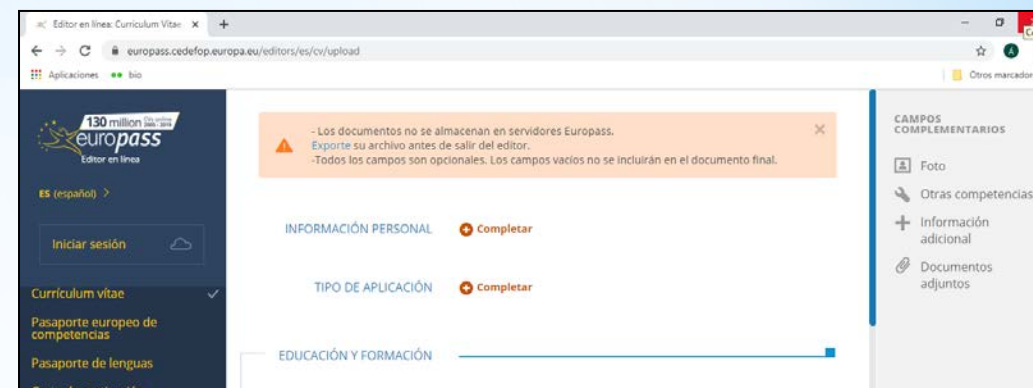 Editor en línea: Curriculum Vitae
europass.cedefop.europa.eu/editors/es/cv/upload
Aplicaciones
bio
Otros marcador
130 million
europass
Editor en línea
ES (español)
Iniciar sesión
Currículum vítae
Pasaporte europeo de
competencias
Pasaporte de lenguas
- Los documentos no se almacenan en servidores Europass.
Exporte su archivo antes de salir del editor.
-Todos los campos son opcionales. Los campos vacíos no se incluirán en el documento final.
INFORMACIÓN PERSONAL
Completar
TIPO DE APLICACIÓN
Completar
EDUCACIÓN Y FORMACIÓN
CAMPOS
COMPLEMENTARIOS
Foto
Otras competencias
Información
adicional
Documentos
adjuntos